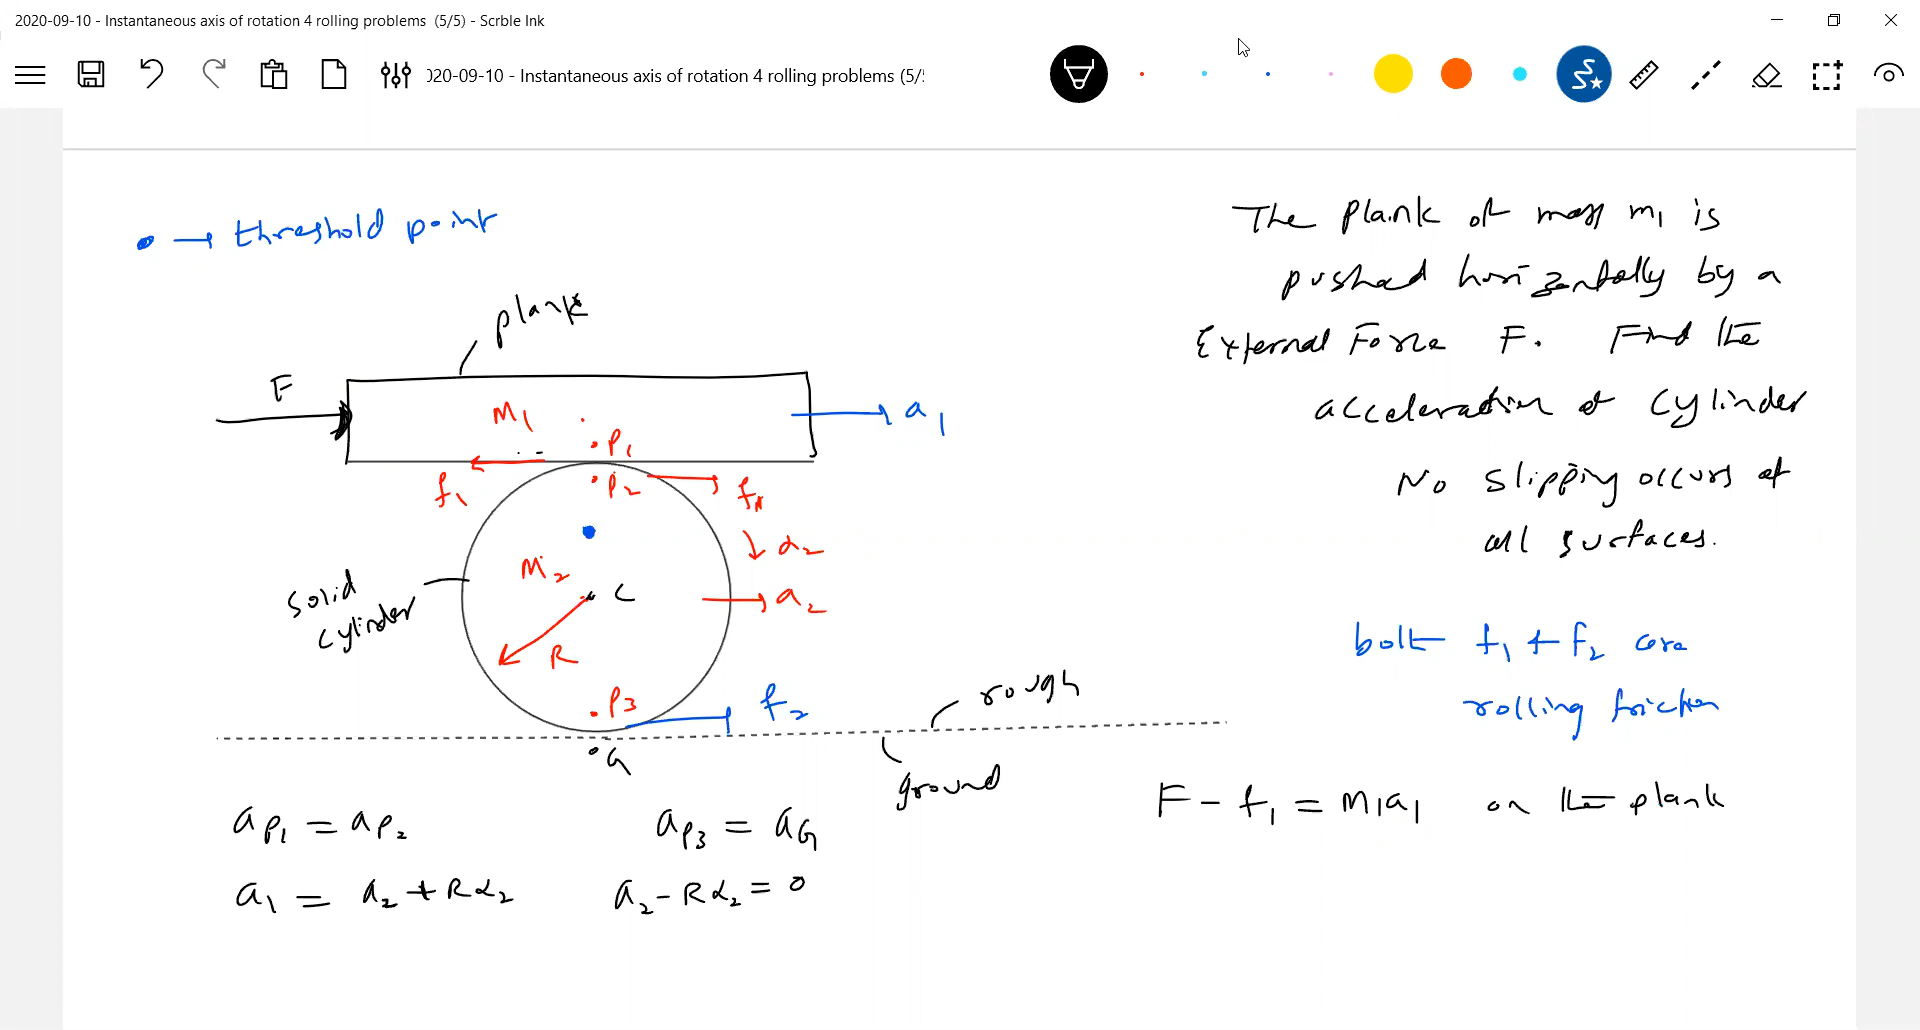 2020-09-10 - Instantaneous axis of rotation 4 rolling problems (5/5) - Scrble Ink
020-09-10 - Instantaneous axis of rotation 4 rolling problems (5/
• → threshold point
plank
F
M₁
a₁
P₁
f₁
P₂
f₁
α₂
M₂
C
a₂
solid
cylinder
R
P₃
f₂
rough
G
ground
aP₁ = aP₂
aP₃ = aG
a₁ = a₂ + Rα₂
a₂ - Rα₂ = 0
The plank of mass m₁ is
pushed horizontally by a
External Force F. Find the
acceleration of cylinder
No slipping occurs at
all surfaces.
both f₁ + f₂ are
rolling friction
F - f₁ = M₁a₁ on the plank